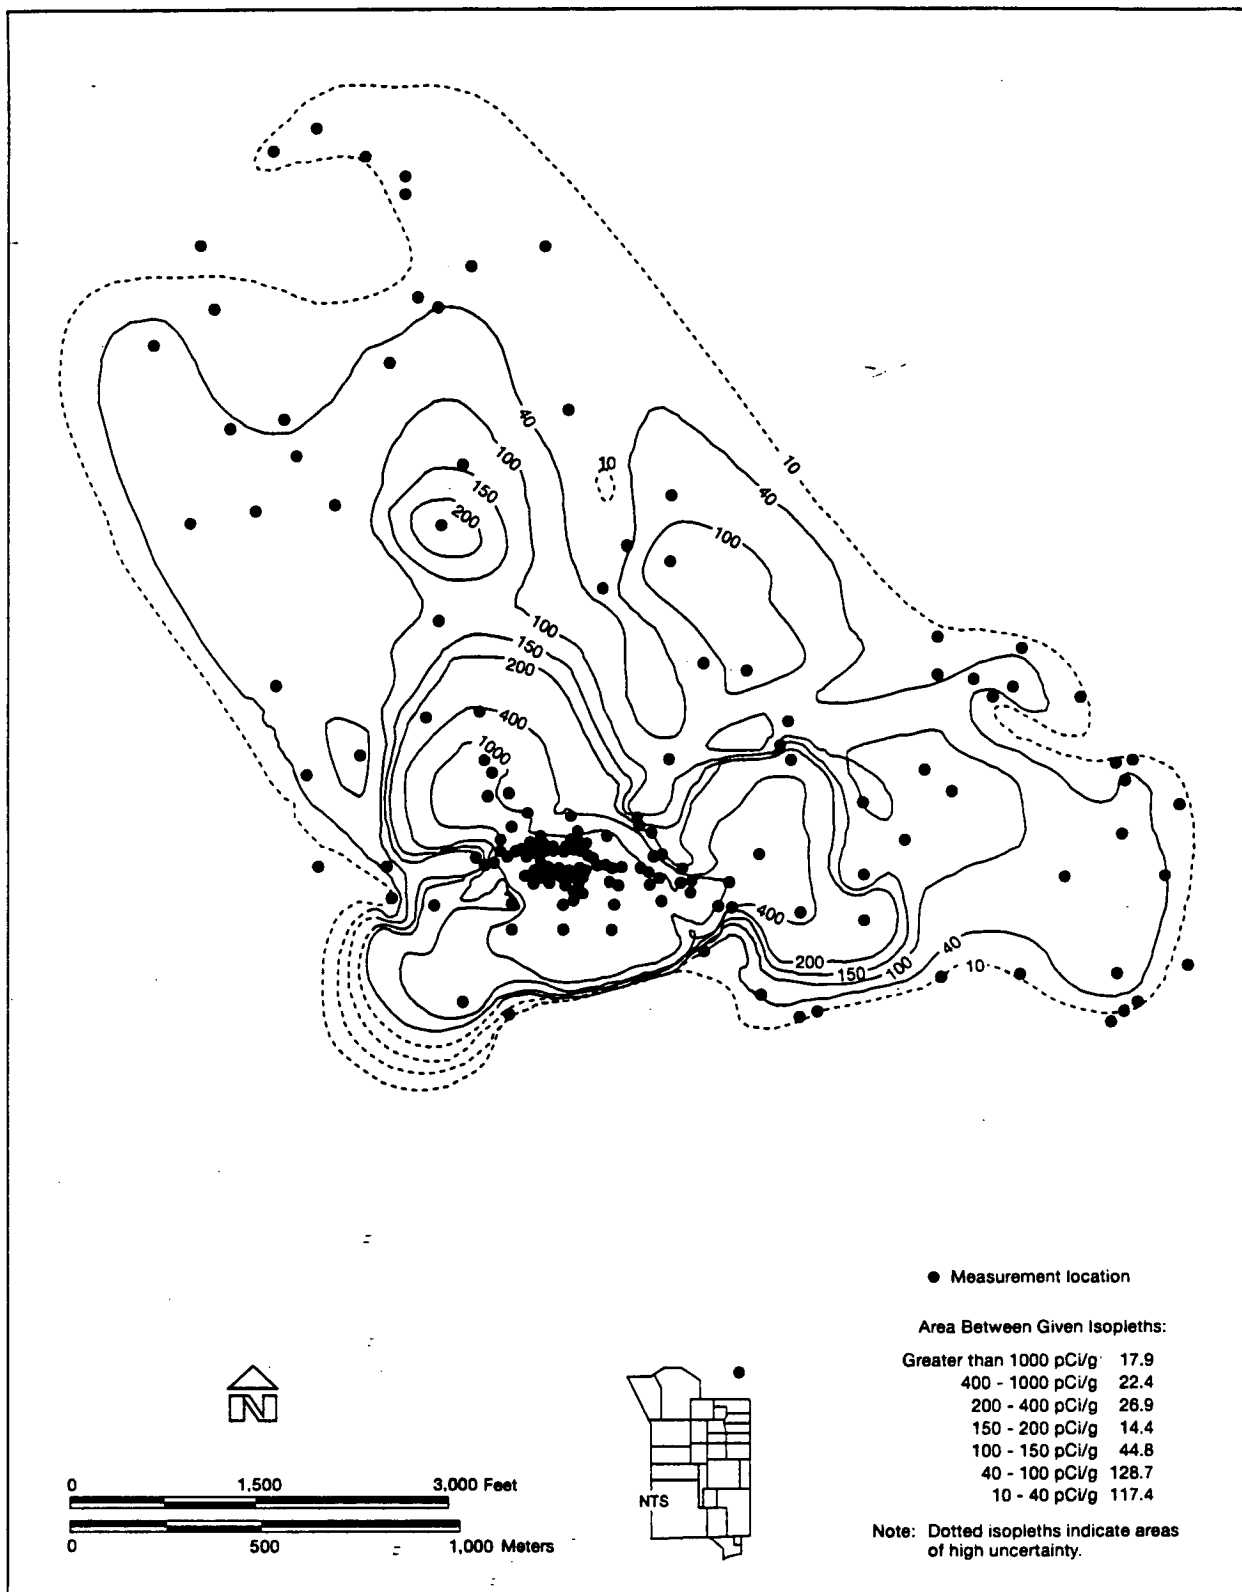 40
10
10
100
40
150
200
100
100
150
200
400
1000
400
200
150
100
40
10
Measurement location
Area Between Given Isopleths:
Greater than 1000 pCi/g 17.9
400 - 1000 pCi/g 22.4
200 - 400 pCi/g 26.9
150 - 200 pCi/g 14.4
100 - 150 pCi/g 44.8
40 - 100 pCi/g 128.7
10 - 40 pCi/g 117.4
Note: Dotted isopleths indicate areas
of high uncertainty.
N
0 1,500 3,000 Feet
0 500 1,000 Meters
NTS